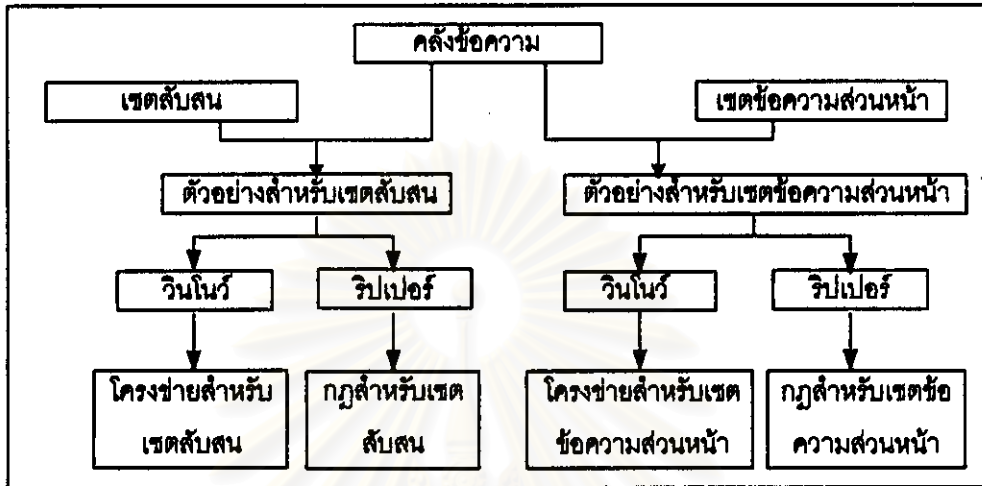 คลังข้อความ
เซตสับสน
เซตข้อความส่วนหน้า
ตัวอย่างสำหรับเซตสับสน
ตัวอย่างสำหรับเซตข้อความส่วนหน้า
วินโนว์
ริปเปอร์
วินโนว์
ริปเปอร์
โครงข่ายสำหรับ
เซตสับสน
กฎสำหรับเซต
สับสน
โครงข่ายสำหรับเซต
ข้อความส่วนหน้า
กฎสำหรับเซตข้อ
ความส่วนหน้า